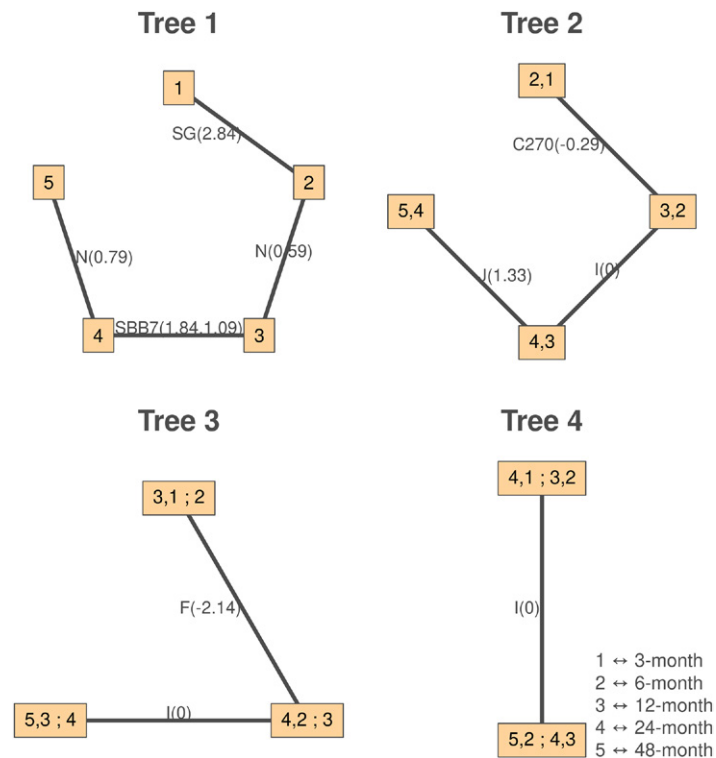 Tree 1
1
SG(2.84)
5
2
N(0.79)
N(0.59)
4
SBB7(1.84,1.09)
3
Tree 2
2,1
C270(-0.29)
5,4
3,2
J(1.33)
I(0)
4,3
Tree 3
3,1 ; 2
F(-2.14)
5,3 ; 4
I(0)
4,2 ; 3
Tree 4
4,1 ; 3,2
I(0)
5,2 ; 4,3
1 ↔ 3-month
2 ↔ 6-month
3 ↔ 12-month
4 ↔ 24-month
5 ↔ 48-month